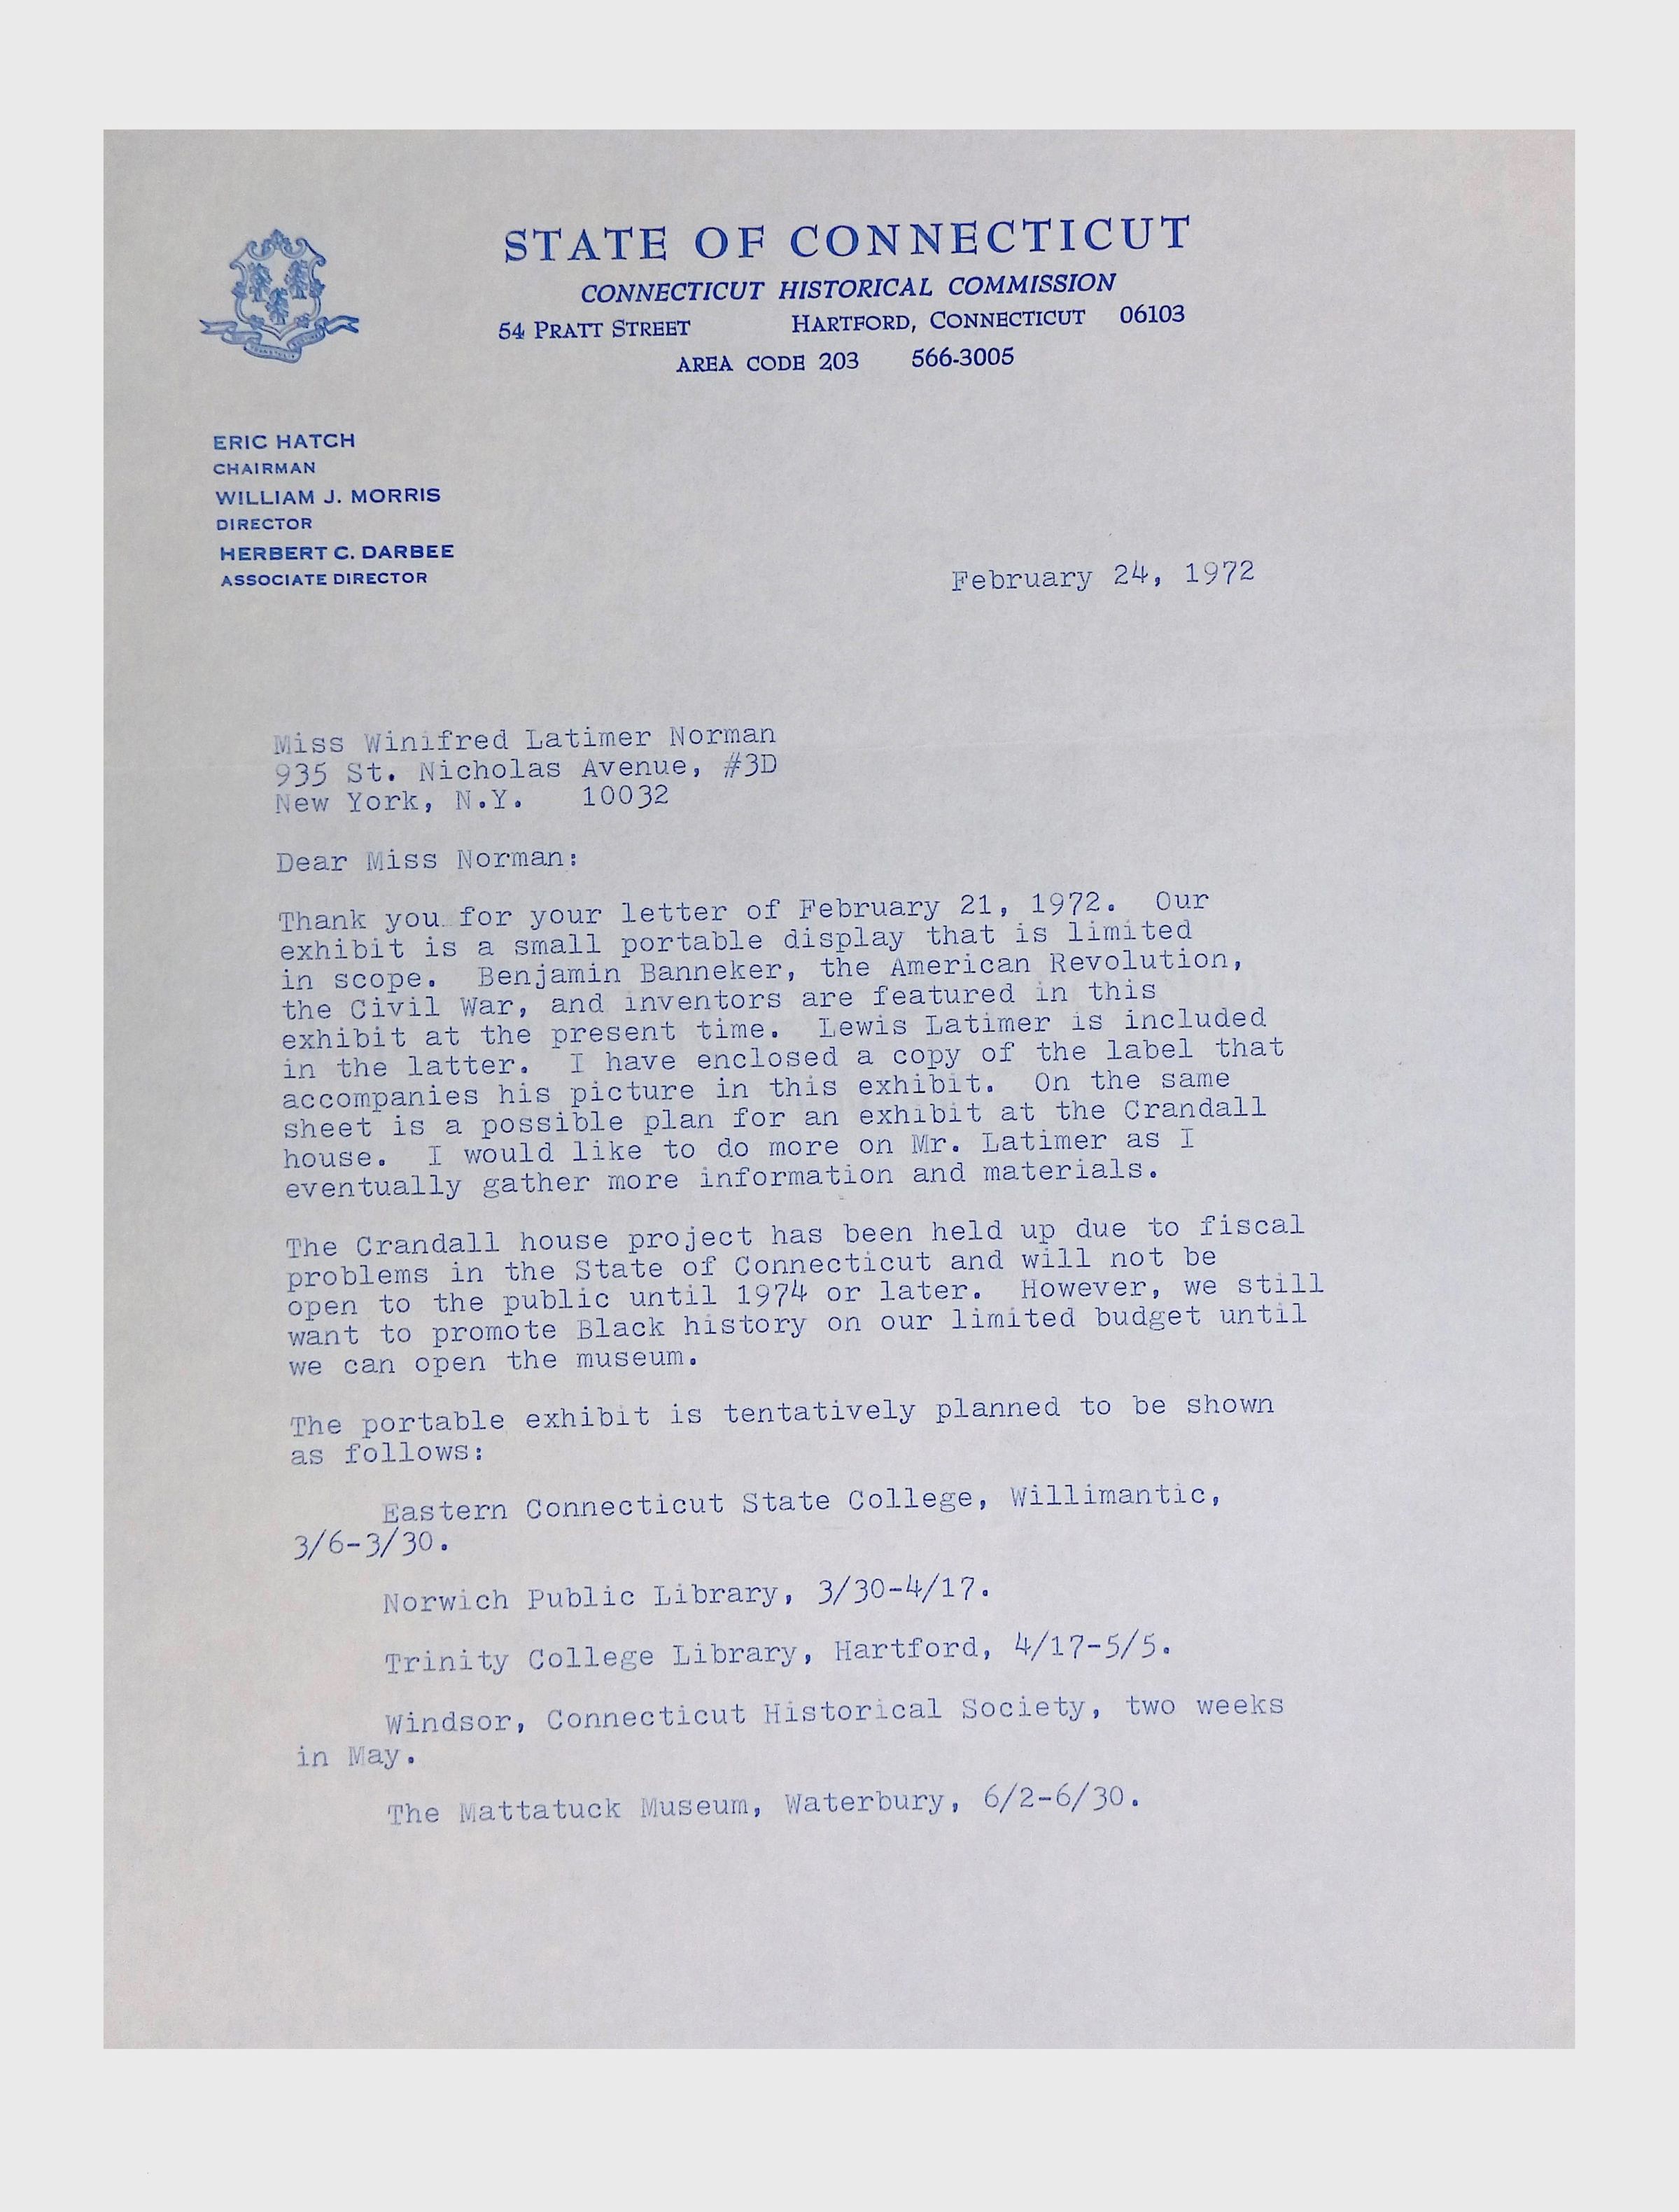 STATE OF CONNECTICUT
CONNECTICUT HISTORICAL COMMISSION
54 PRATT STREET HARTFORD, CONNECTICUT 06103
AREA CODE 203 566-3005
ERIC HATCH
CHAIRMAN
WILLIAM J. MORRIS
DIRECTOR
HERBERT C. DARBEE
ASSOCIATE DIRECTOR
February 24, 1972
Miss Winifred Latimer Norman
935 St. Nicholas Avenue, #3D
New York, N.Y. 10032
Dear Miss Norman:
Thank you for your letter of February 21, 1972. Our
exhibit is a small portable display that is limited
in scope. Benjamin Banneker, the American Revolution,
the Civil War, and inventors are featured in this
exhibit at the present time. Lewis Latimer is included
in the latter. I have enclosed a copy of the label that
accompanies his picture in this exhibit. On the same
sheet is a possible plan for an exhibit at the Crandall
house. I would like to do more on Mr. Latimer as I
eventually gather more information and materials.
The Crandall house project has been held up due to fiscal
problems in the State of Connecticut and will not be
open to the public until 1974 or later. However, we still
want to promote Black history on our limited budget until
we can open the museum.
The portable exhibit is tentatively planned to be shown
as follows:
Eastern Connecticut State College, Willimantic,
3/6-3/30.
Norwich Public Library, 3/30-4/17.
Trinity College Library, Hartford, 4/17-5/5.
Windsor, Connecticut Historical Society, two weeks
in May.
The Mattatuck Museum, Waterbury, 6/2-6/30.